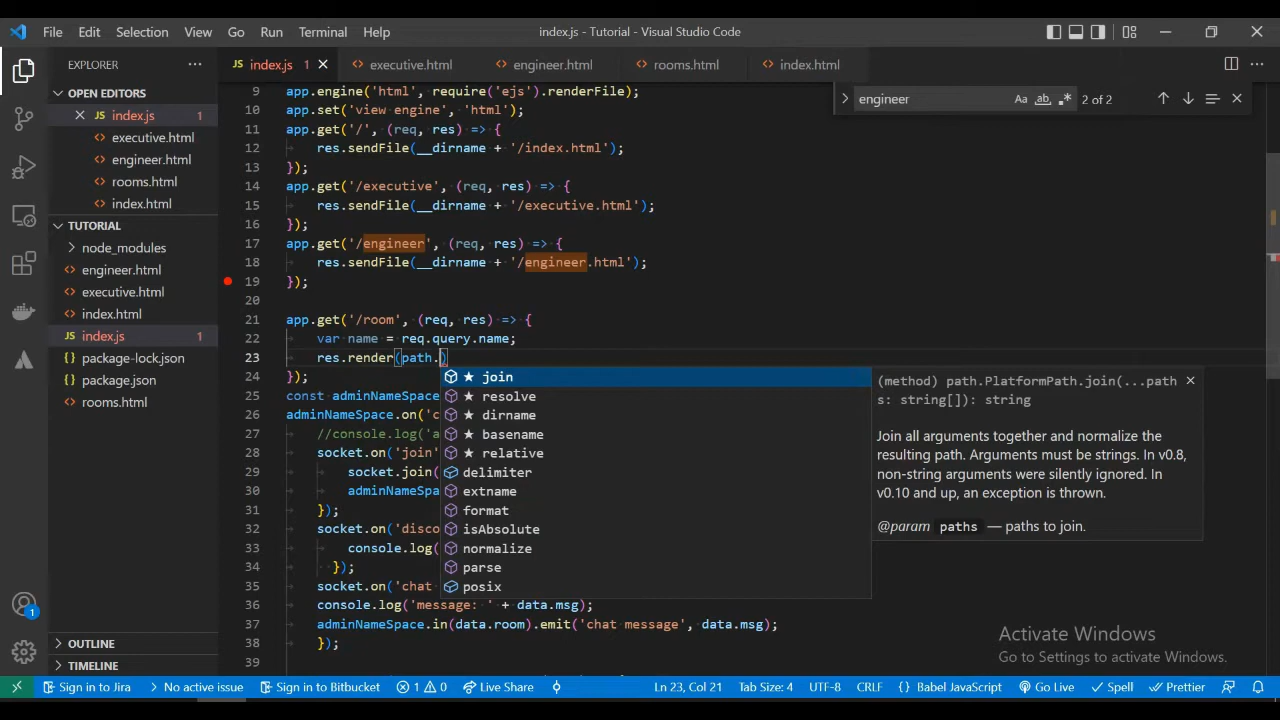 File Edit Selection View Go Run Terminal Help index.js - Tutorial - Visual Studio Code
EXPLORER ···
OPEN EDITORS
JS index.js 1
<> executive.html
<> engineer.html
<> rooms.html
<> index.html
TUTORIAL
node_modules
<> engineer.html
<> executive.html
<> index.html
JS index.js 1
{} package-lock.json
{} package.json
<> rooms.html
OUTLINE
TIMELINE
1
JS index.js 1 <> executive.html <> engineer.html <> rooms.html <> index.html ···
engineer Aa ab .* 2 of 2
9 app.engine('html', require('ejs').renderFile);
10 app.set('view engine', 'html');
11 app.get('/', (req, res) => {
12 res.sendFile(__dirname + '/index.html');
13 });
14 app.get('/executive', (req, res) => {
15 res.sendFile(__dirname + '/executive.html');
16 });
17 app.get('/engineer', (req, res) => {
18 res.sendFile(__dirname + '/engineer.html');
19 });
20
21 app.get('/room', (req, res) => {
22 var name = req.query.name;
23 res.render(path.)
24 });
25 const adminNameSpace
26 adminNameSpace.on('c
27 //console.log('a
28 socket.on('join'
29 socket.join(
30 adminNameSpa
31 });
32 socket.on('disco
33 console.log(
34 });
35 socket.on('chat
36 console.log('message: ' + data.msg);
37 adminNameSpace.in(data.room).emit('chat message', data.msg);
38 });
39
★ join
★ resolve
★ dirname
★ basename
★ relative
delimiter
extname
format
isAbsolute
normalize
parse
posix
(method) path.PlatformPath.join(...path
s: string[]): string
Join all arguments together and normalize the
resulting path. Arguments must be strings. In v0.8,
non-string arguments were silently ignored. In
v0.10 and up, an exception is thrown.
@param paths — paths to join.
Activate Windows
Go to Settings to activate Windows.
Sign in to Jira No active issue Sign in to Bitbucket 1 0 Live Share Ln 23, Col 21 Tab Size: 4 UTF-8 CRLF {} Babel JavaScript Go Live Spell Prettier